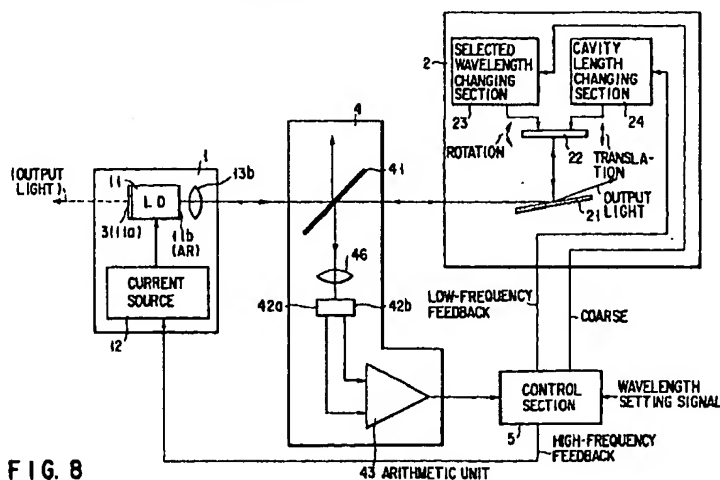 SELECTED
WAVELENGTH
CHANGING
SECTION
CAVITY
LENGTH
CHANGING
SECTION
2
23
24
4
22
ROTATION
TRANSLA-
TION
(OUTPUT
LIGHT)
1
11
13b
41
LD
OUTPUT
LIGHT
21
3(11a)
11b
(AR)
46
CURRENT
SOURCE
42a
42b
LOW-FREQUENCY
FEEDBACK
COARSE
12
CONTROL
SECTION
WAVELENGTH
SETTING SIGNAL
5
HIGH-FREQUENCY
FEEDBACK
FIG. 8
43 ARITHMETIC UNIT